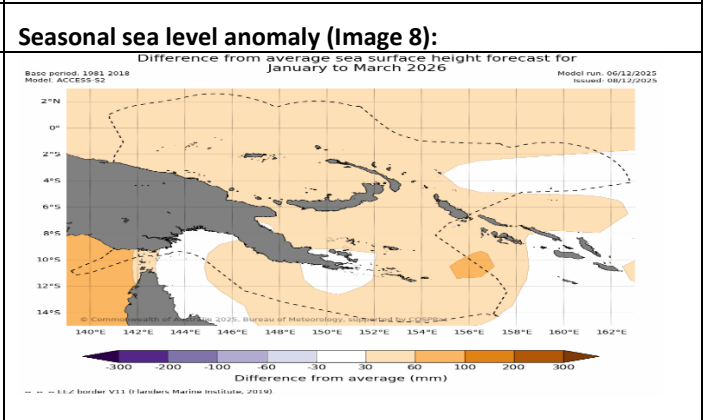 Seasonal sea level anomaly (Image 8):
Difference from average sea surface height forecast for
January to March 2026
Base period: 1981-2018
Model: ACCESS-S2
Model run: 06/12/2025
Issued: 08/12/2025
2°N
0°
2°S
4°S
6°S
8°S
10°S
12°S
14°S
© Commonwealth of Australia 2025, Bureau of Meteorology, supported by COSPPac
140°E 142°E 144°E 146°E 148°E 150°E 152°E 154°E 156°E 158°E 160°E 162°E
-300 -200 -100 -60 -30 30 60 100 200 300
Difference from average (mm)
EEZ border V11 (Flanders Marine Institute, 2019).